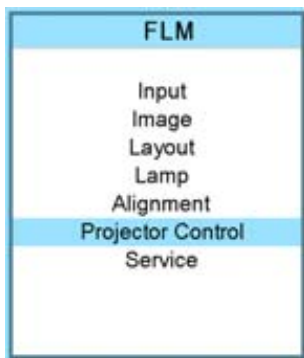 FLM
Input
Image
Layout
Lamp
Alignment
Projector Control
Service